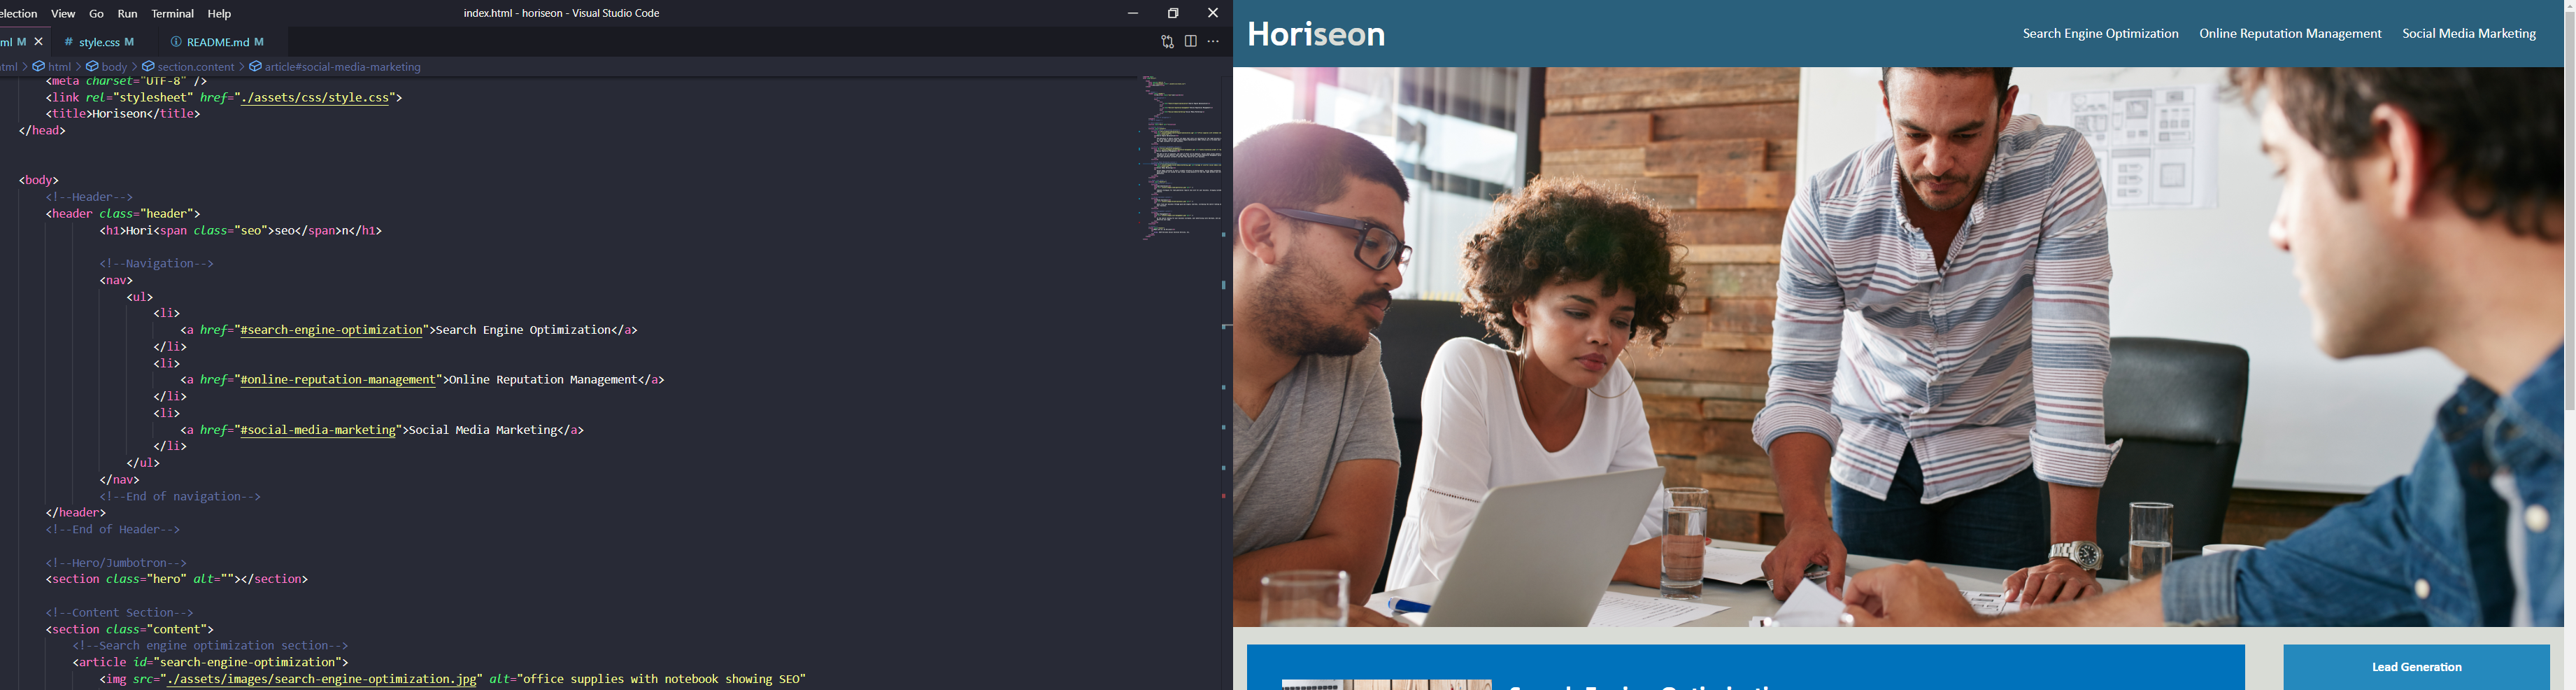 election View Go Run Terminal Help
index.html - horiseon - Visual Studio Code
ml M
# style.css M
README.md M
tml > html > body > section.content > article#social-media-marketing
<meta charset="UTF-8" />
<link rel="stylesheet" href="./assets/css/style.css">
<title>Horiseon</title>
</head>
<body>
<!--Header-->
<header class="header">
<h1>Hori<span class="seo">seo</span>n</h1>
<!--Navigation-->
<nav>
<ul>
<li>
<a href="#search-engine-optimization">Search Engine Optimization</a>
</li>
<li>
<a href="#online-reputation-management">Online Reputation Management</a>
</li>
<li>
<a href="#social-media-marketing">Social Media Marketing</a>
</li>
</ul>
</nav>
<!--End of navigation-->
</header>
<!--End of Header-->
<!--Hero/Jumbotron-->
<section class="hero" alt=""></section>
<!--Content Section-->
<section class="content">
<!--Search engine optimization section-->
<article id="search-engine-optimization">
<img src="./assets/images/search-engine-optimization.jpg" alt="office supplies with notebook showing SEO"
Horiseon
Search Engine Optimization
Online Reputation Management
Social Media Marketing
Lead Generation